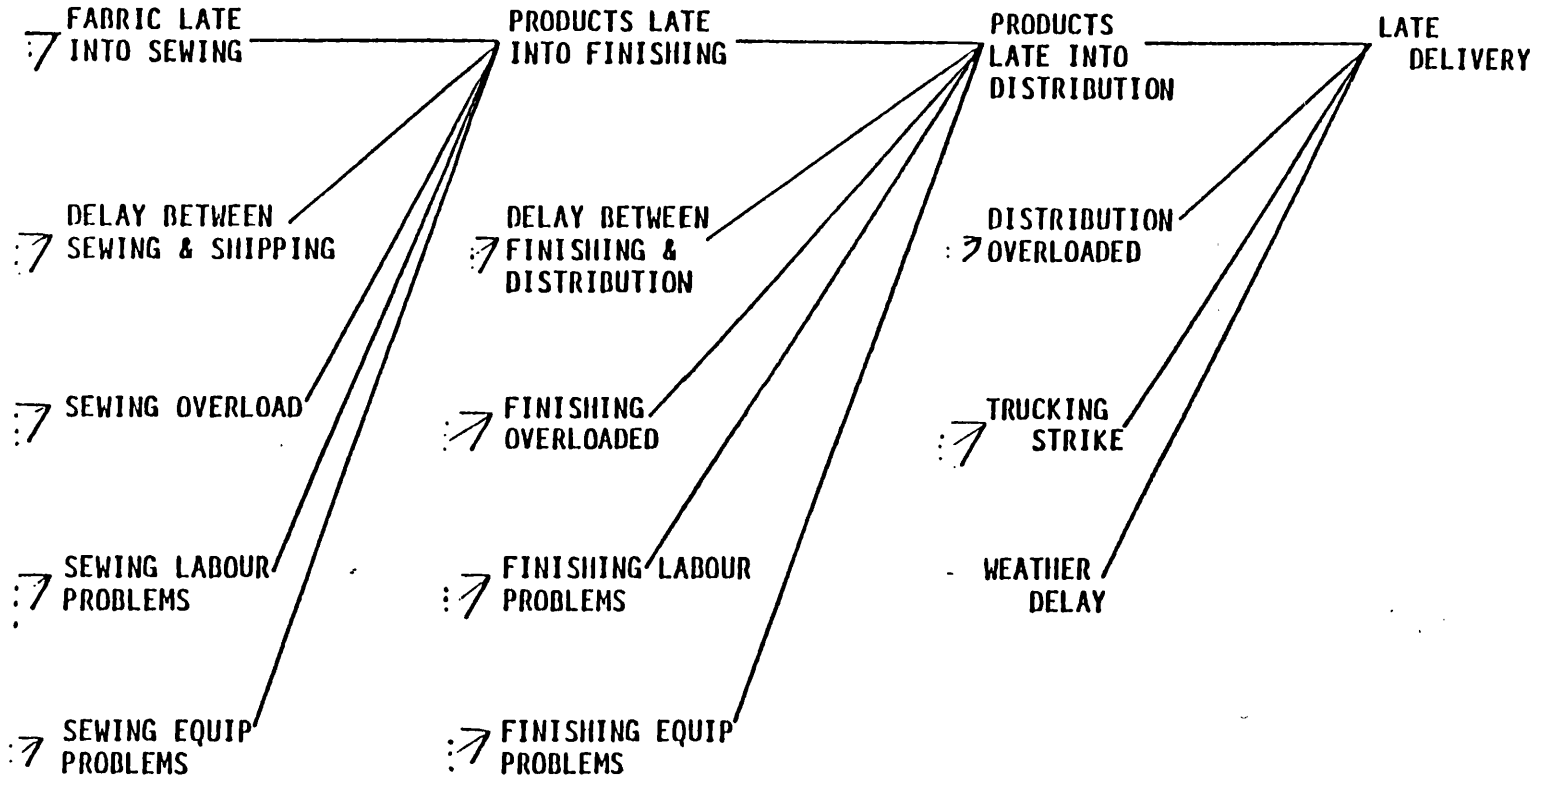 FABRIC LATE
INTO SEWING
PRODUCTS LATE
INTO FINISHING
PRODUCTS
LATE INTO
DISTRIBUTION
LATE
DELIVERY
DELAY BETWEEN
SEWING & SHIPPING
DELAY BETWEEN
FINISHING &
DISTRIBUTION
DISTRIBUTION
OVERLOADED
SEWING OVERLOAD
FINISHING
OVERLOADED
TRUCKING
STRIKE
SEWING LABOUR
PROBLEMS
FINISHING LABOUR
PROBLEMS
WEATHER
DELAY
SEWING EQUIP
PROBLEMS
FINISHING EQUIP
PROBLEMS